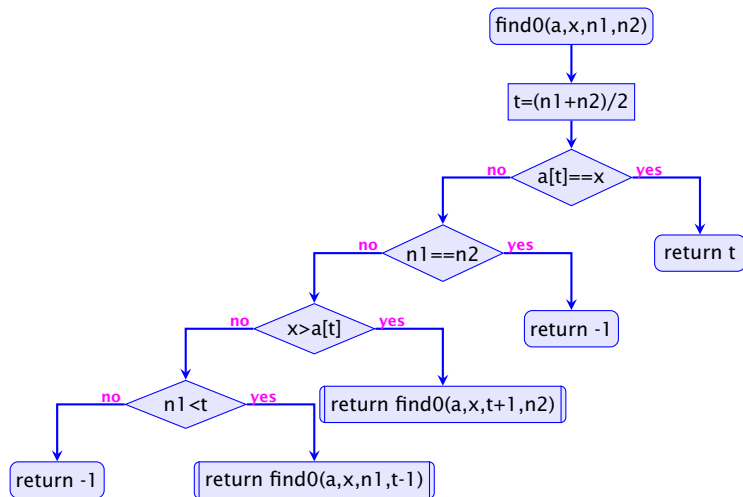 find0(a,x,n1,n2)
t=(n1+n2)/2
a[t]==x
no
yes
return t
n1==n2
no
yes
return -1
x>a[t]
no
yes
return find0(a,x,t+1,n2)
n1<t
no
yes
return -1
return find0(a,x,n1,t-1)